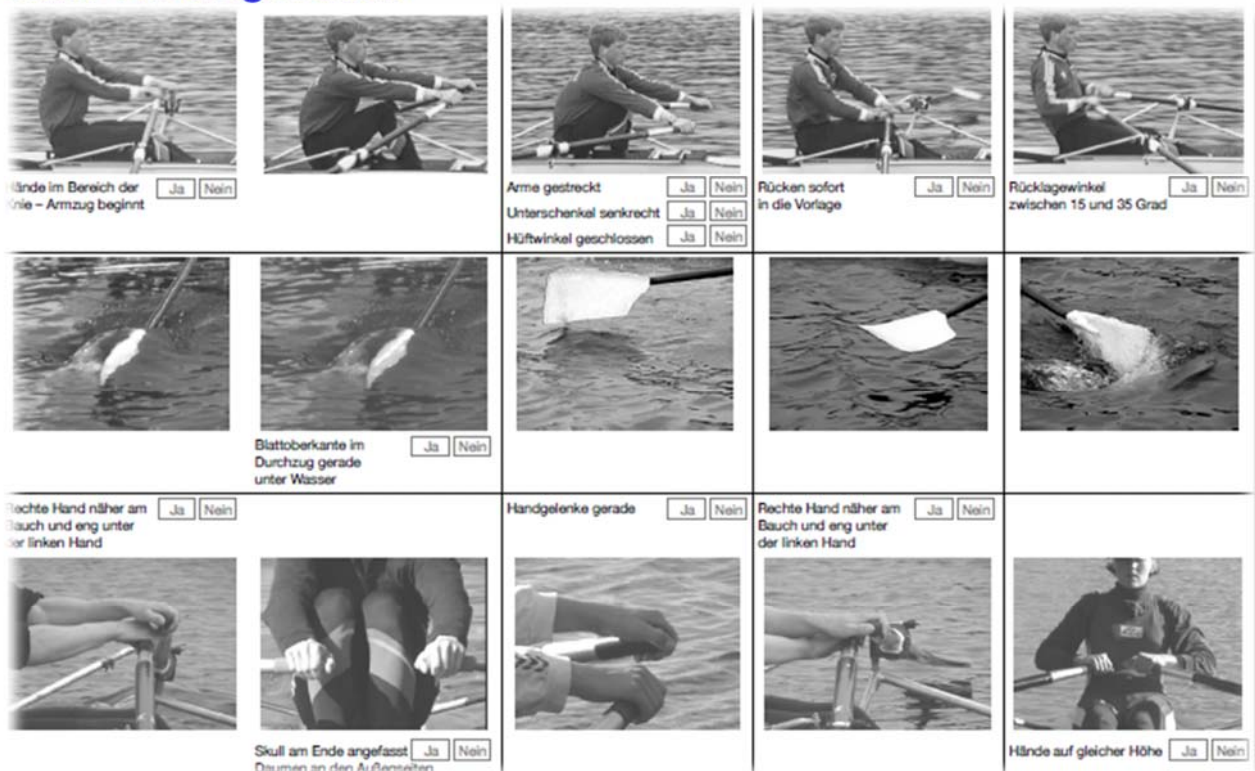 Hände im Bereich der Ja Nein
Knie – Armzug beginnt
Arme gestreckt Ja Nein
Unterschenkel senkrecht Ja Nein
Hüftwinkel geschlossen Ja Nein
Rücken sofort Ja Nein
in die Vorlage
Rücklagewinkel Ja Nein
zwischen 15 und 35 Grad
Blattoberkante im Ja Nein
Durchzug gerade
unter Wasser
Rechte Hand näher am Ja Nein
Bauch und eng unter
der linken Hand
Handgelenke gerade Ja Nein
Rechte Hand näher am Ja Nein
Bauch und eng unter
der linken Hand
Skull am Ende angefasst Ja Nein
Daumen an den Außenseiten
Hände auf gleicher Höhe Ja Nein